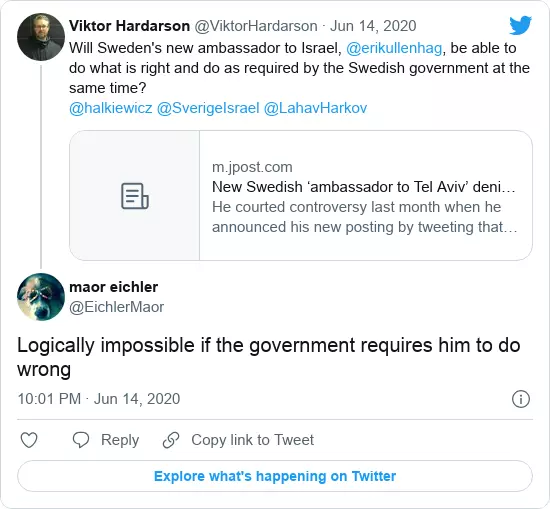 Viktor Hardarson @ViktorHardarson · Jun 14, 2020
Will Sweden's new ambassador to Israel, @erikullenhag, be able to
do what is right and do as required by the Swedish government at the
same time?
@halkiewicz @SverigeIsrael @LahavHarkov
m.jpost.com
New Swedish ‘ambassador to Tel Aviv’ deni…
He courted controversy last month when he
announced his new posting by tweeting that…
maor eichler
@EichlerMaor
Logically impossible if the government requires him to do
wrong
10:01 PM · Jun 14, 2020
Reply
Copy link to Tweet
Explore what's happening on Twitter